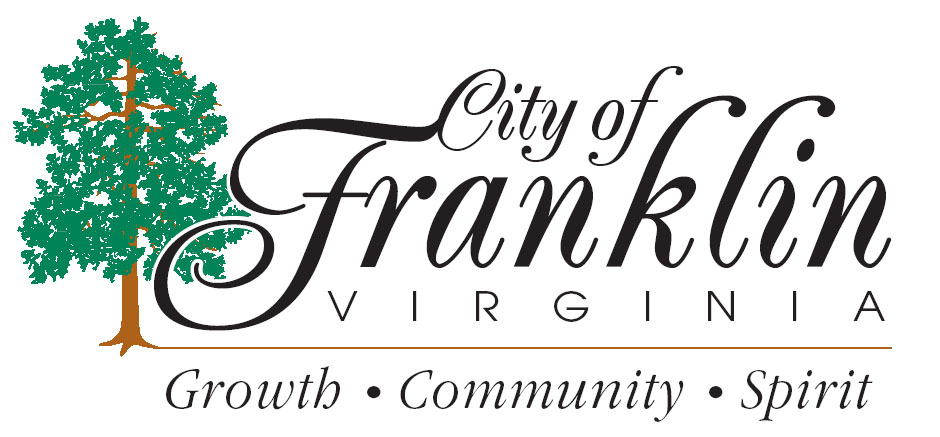 City of
Franklin
VIRGINIA
Growth • Community • Spirit